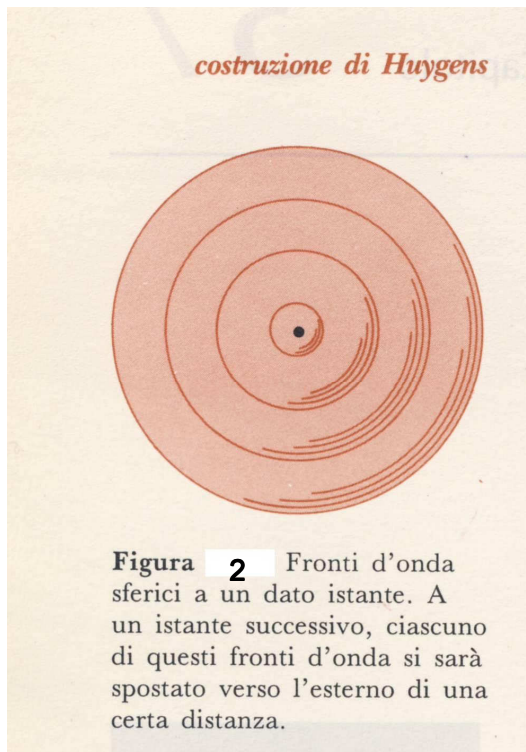 costruzione di Huygens
Figura 2 Fronti d'onda
sferici a un dato istante. A
un istante successivo, ciascuno
di questi fronti d'onda si sarà
spostato verso l'esterno di una
certa distanza.